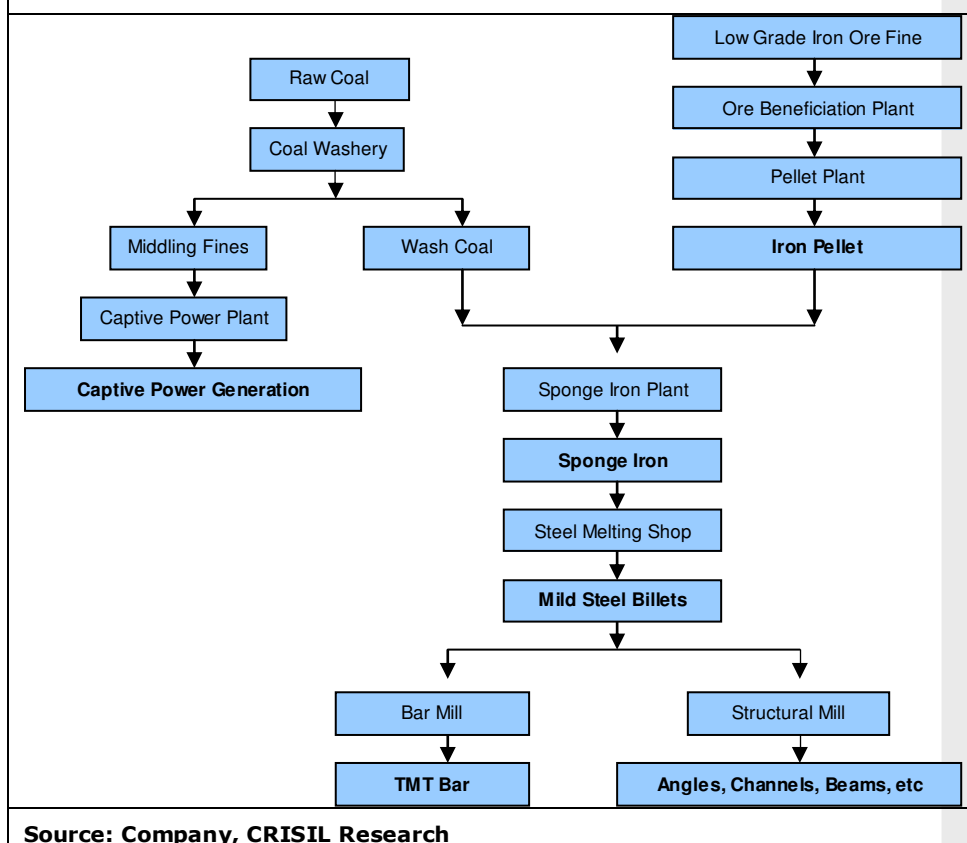 Low Grade Iron Ore Fine
Raw Coal
Ore Beneficiation Plant
Coal Washery
Pellet Plant
Middling Fines
Wash Coal
Iron Pellet
Captive Power Plant
Captive Power Generation
Sponge Iron Plant
Sponge Iron
Steel Melting Shop
Mild Steel Billets
Bar Mill
Structural Mill
TMT Bar
Angles, Channels, Beams, etc
Source: Company, CRISIL Research